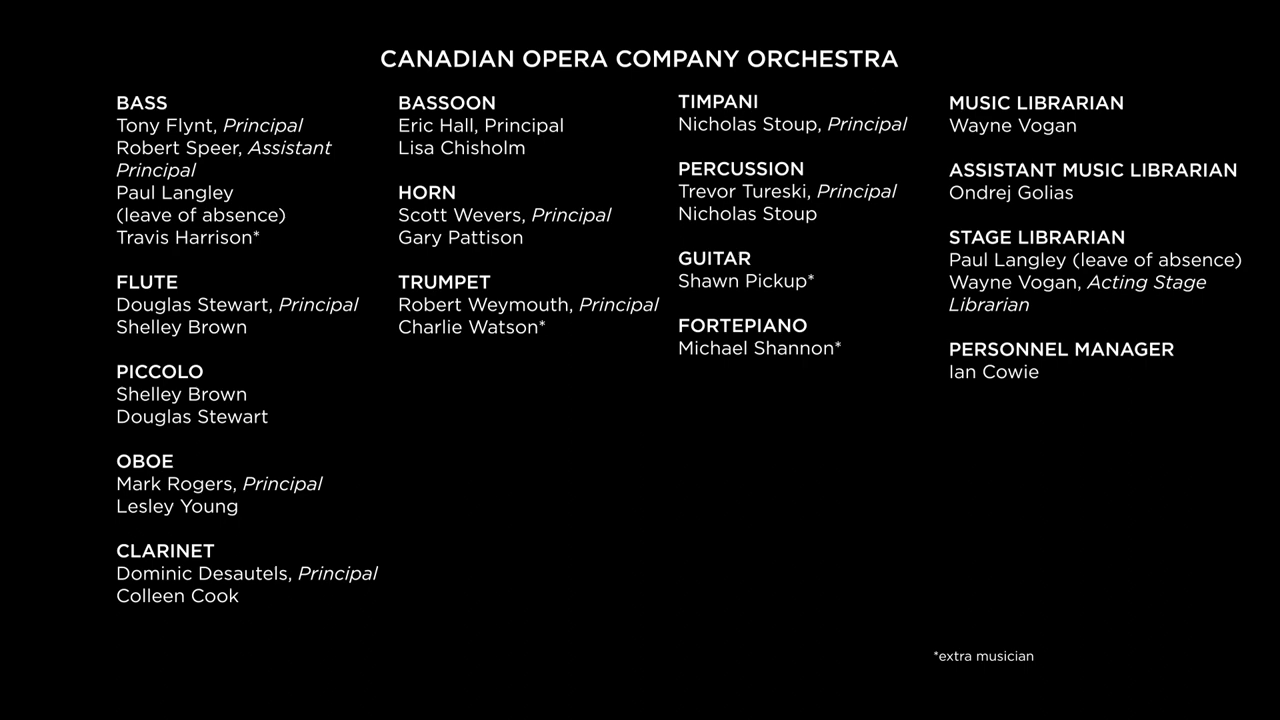 CANADIAN OPERA COMPANY ORCHESTRA
BASS
Tony Flynt, Principal
Robert Speer, Assistant
Principal
Paul Langley
(leave of absence)
Travis Harrison*
FLUTE
Douglas Stewart, Principal
Shelley Brown
PICCOLO
Shelley Brown
Douglas Stewart
OBOE
Mark Rogers, Principal
Lesley Young
CLARINET
Dominic Desautels, Principal
Colleen Cook
BASSOON
Eric Hall, Principal
Lisa Chisholm
HORN
Scott Wevers, Principal
Gary Pattison
TRUMPET
Robert Weymouth, Principal
Charlie Watson*
TIMPANI
Nicholas Stoup, Principal
PERCUSSION
Trevor Tureski, Principal
Nicholas Stoup
GUITAR
Shawn Pickup*
FORTEPIANO
Michael Shannon*
MUSIC LIBRARIAN
Wayne Vogan
ASSISTANT MUSIC LIBRARIAN
Ondrej Golias
STAGE LIBRARIAN
Paul Langley (leave of absence)
Wayne Vogan, Acting Stage
Librarian
PERSONNEL MANAGER
Ian Cowie
*extra musician